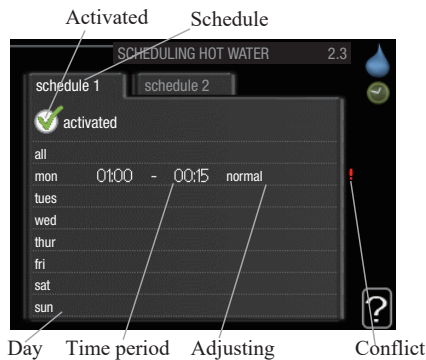 Activated Schedule
SCHEDULING HOT WATER 2.3
schedule 1 schedule 2
activated
all
mon 01:00 - 00:15 normal !
tues
wed
thur
fri
sat
sun
?
Day Time period Adjusting Conflict